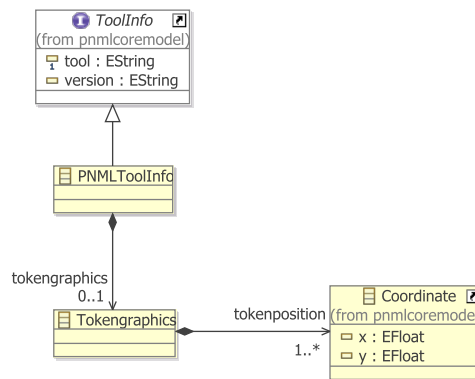 ToolInfo
(from pnmlcoremodel)
1 tool : EString
version : EString
PNMLToolInfo
tokengraphics
0..1
Tokengraphics
tokenposition
1..*
Coordinate
(from pnmlcoremode
x : EFloat
y : EFloat